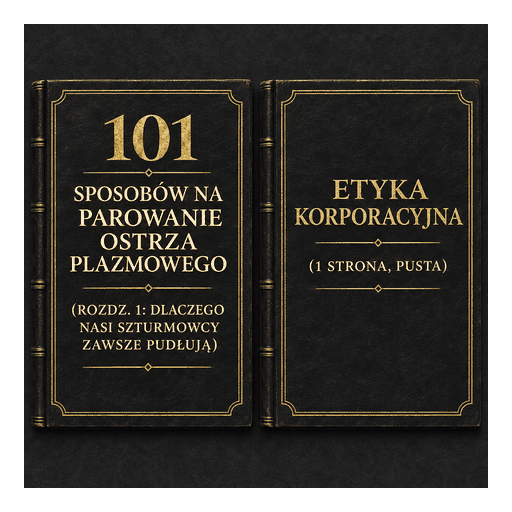 101
SPOSOBÓW NA
PAROWANIE
OSTRZA
PLAZMOWEGO
(ROZDZ. 1: DLACZEGO
NASI SZTURMOWCY
ZAWSZE PUDŁUJĄ)
ETYKA
KORPORACYJNA
(1 STRONA, PUSTA)